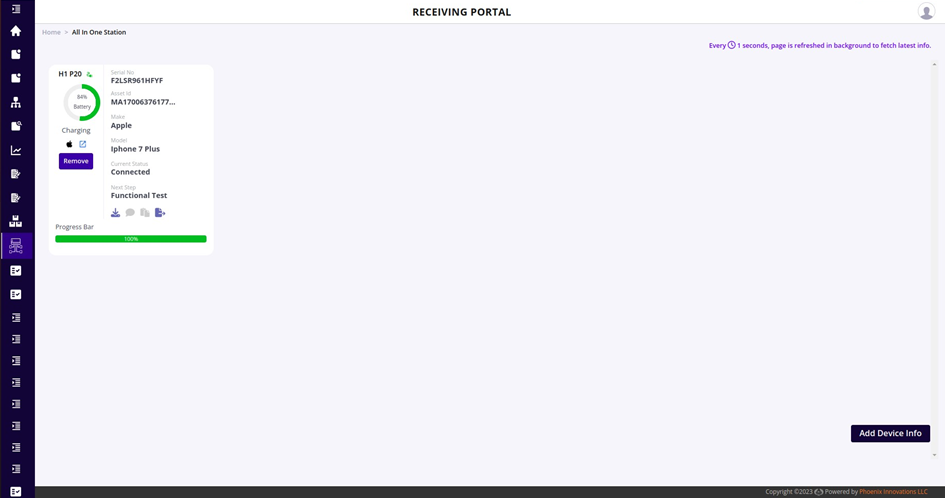 RECEIVING PORTAL
Home > All In One Station
Every 1 seconds, page is refreshed in background to fetch latest info.
H1 P20
84%
Battery
Charging
Remove
Serial No.
F2LSR961HFYF
Asset Id
MA17006376177...
Make
Apple
Model
Iphone 7 Plus
Current Status
Connected
Next Step
Functional Test
Progress Bar
100%
Add Device Info
Copyright ©2023 Powered by Phoenix Innovations LLC